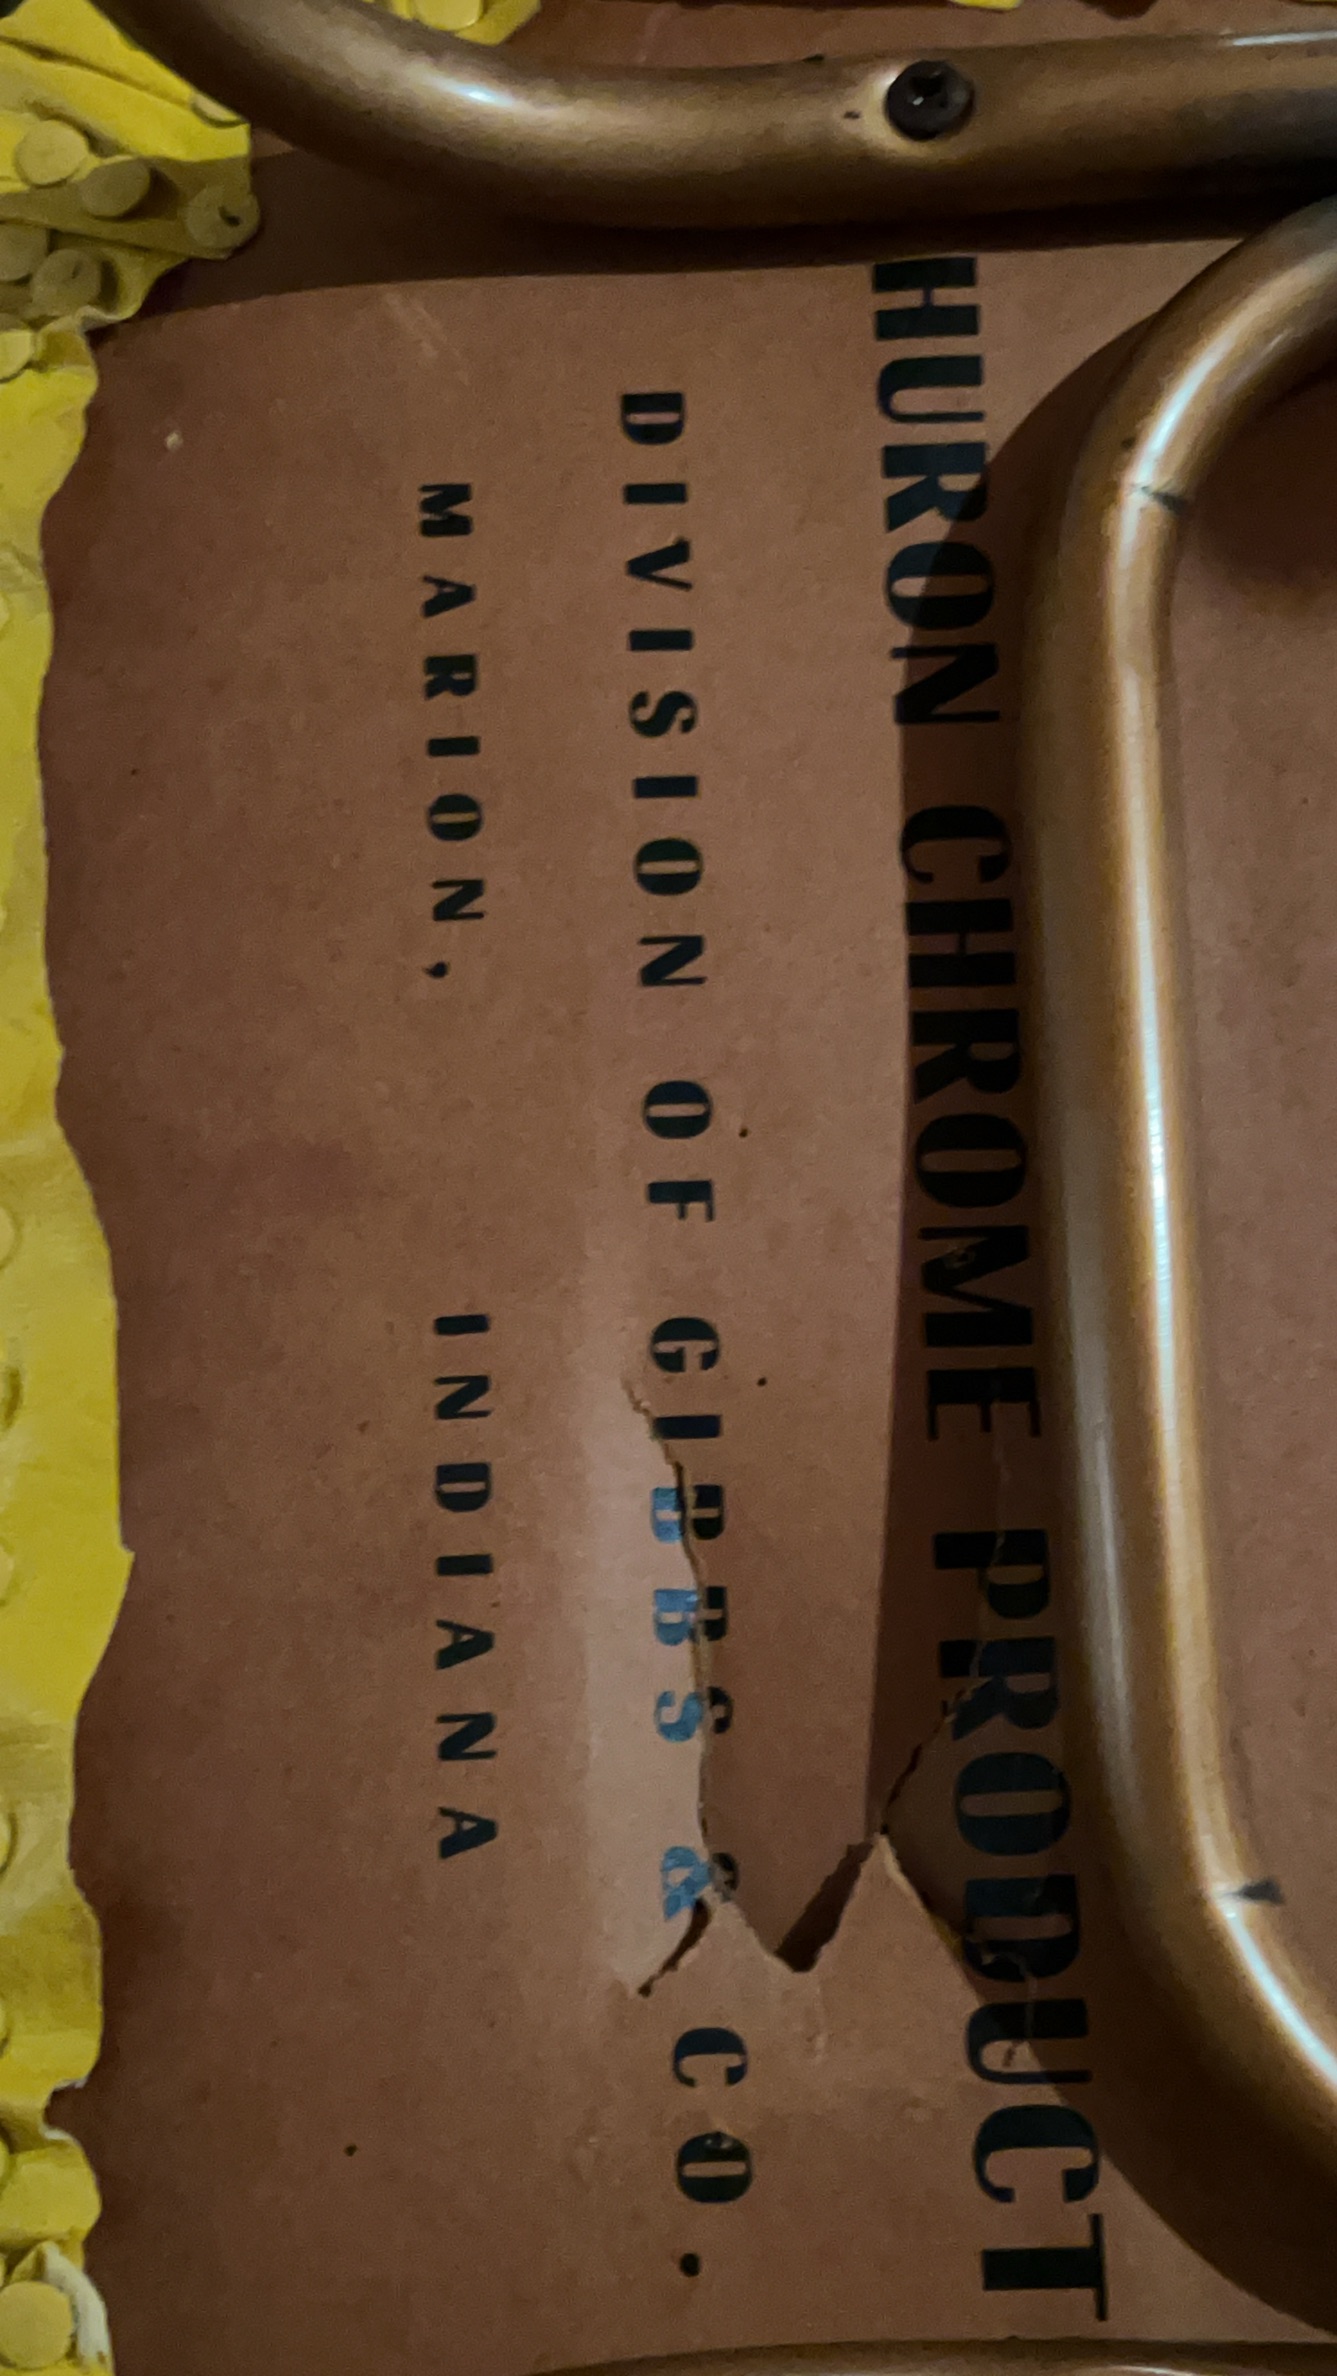 HURON CHROME PRODUCT
DIVISION OF GIBBS & CO.
MARION, INDIANA